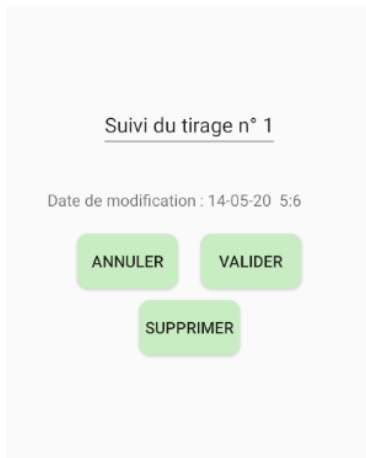 Suivi du tirage n° 1
Date de modification : 14-05-20 5:6
ANNULER VALIDER
SUPPRIMER